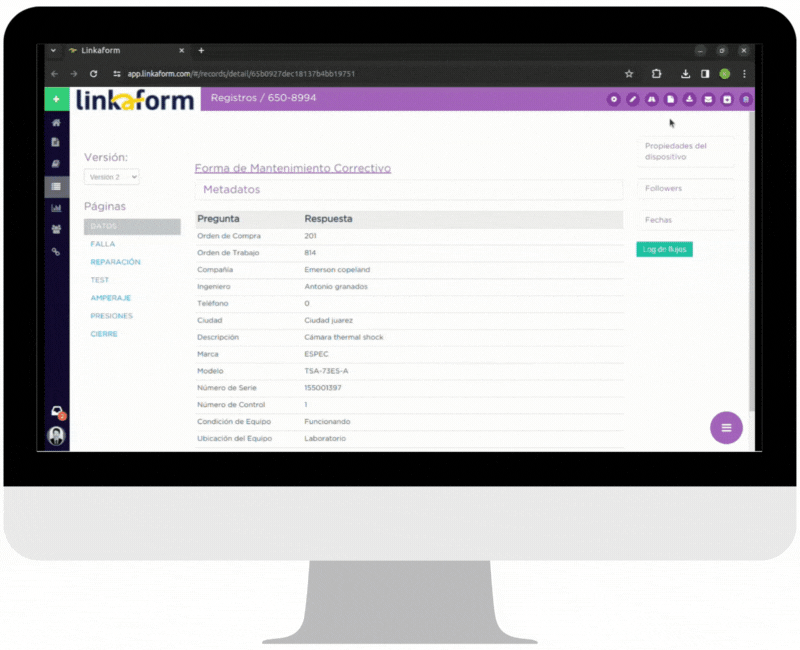 Linkaform
app.linkaform.com/#/records/detail/65b0927dec18137b4bb19751
linkaform
Registros / 650-8994
Versión:
Versión 2
Páginas
DATOS
FALLA
REPARACIÓN
TEST
AMPERAJE
PRESIONES
CIERRE
Forma de Mantenimiento Correctivo
Metadatos
Pregunta Respuesta
Orden de Compra 201
Orden de Trabajo 814
Compañía Emerson copeland
Ingeniero Antonio granados
Teléfono 0
Ciudad Ciudad juarez
Descripción Cámara thermal shock
Marca ESPEC
Modelo TSA-73ES-A
Número de Serie 155001397
Número de Control 1
Condición de Equipo Funcionando
Ubicación del Equipo Laboratorio
Propiedades del
dispositivo
Followers
Fechas
Log de flujos